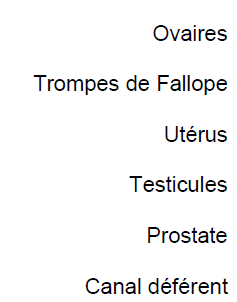 Ovaires
Trompes de Fallope
Utérus
Testicules
Prostate
Canal déférent